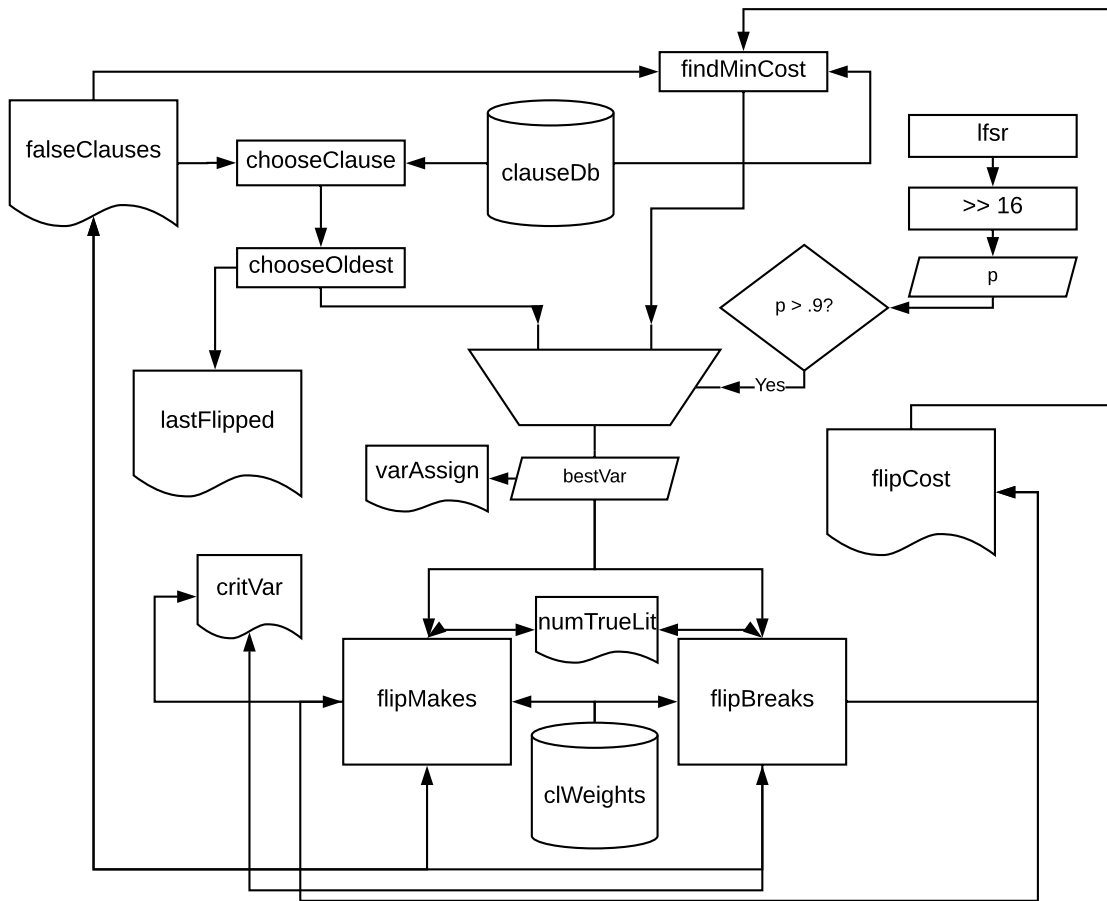 findMinCost
falseClauses
chooseClause
clauseDb
lfsr
>> 16
chooseOldest
p
p > .9?
Yes
lastFlipped
varAssign
bestVar
flipCost
critVar
numTrueLit
flipMakes
flipBreaks
clWeights